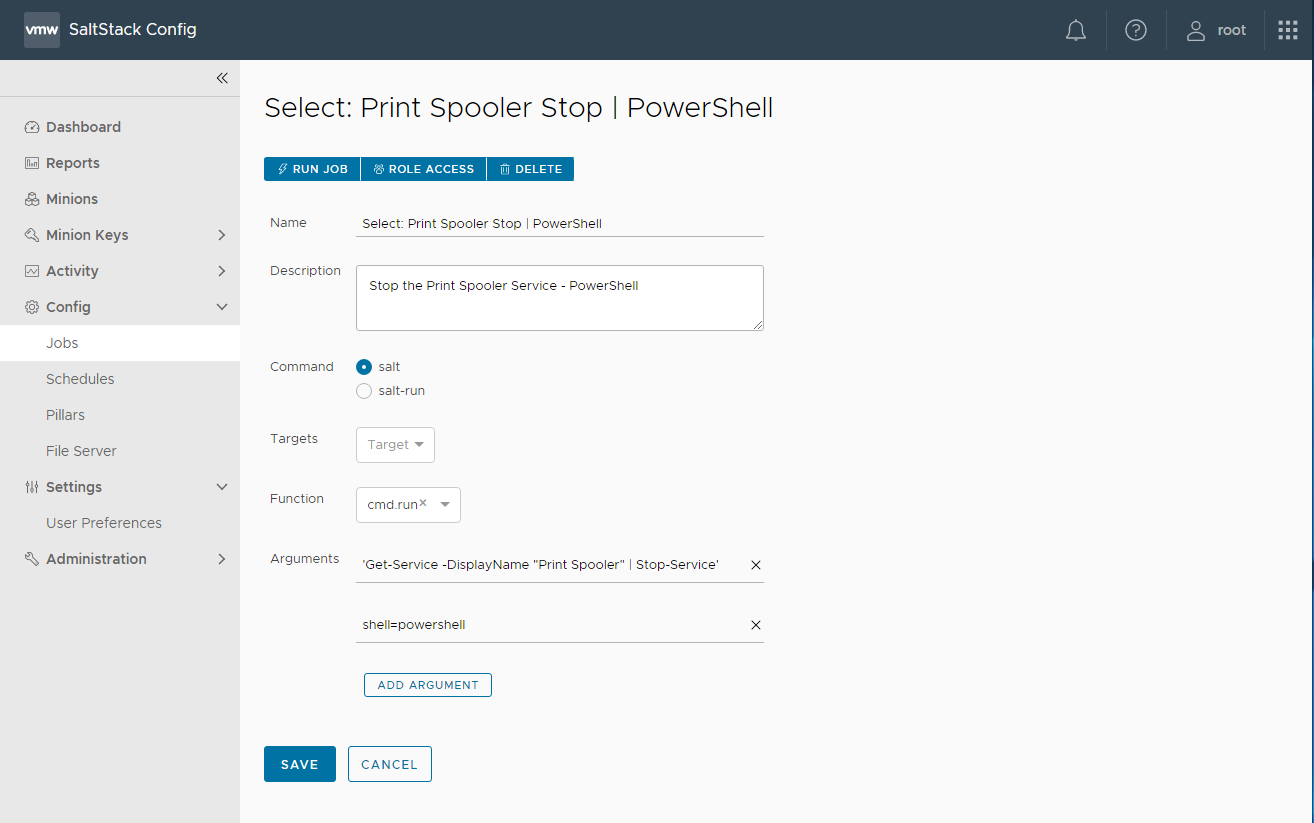 vmw SaltStack Config
root
Dashboard
Reports
Minions
Minion Keys
Activity
Config
Jobs
Schedules
Pillars
File Server
Settings
User Preferences
Administration
Select: Print Spooler Stop | PowerShell
RUN JOB ROLE ACCESS DELETE
Name Select: Print Spooler Stop | PowerShell
Description Stop the Print Spooler Service - PowerShell
Command salt
salt-run
Targets Target
Function cmd.run×
Arguments 'Get-Service -DisplayName "Print Spooler" | Stop-Service'
shell=powershell
ADD ARGUMENT
SAVE CANCEL